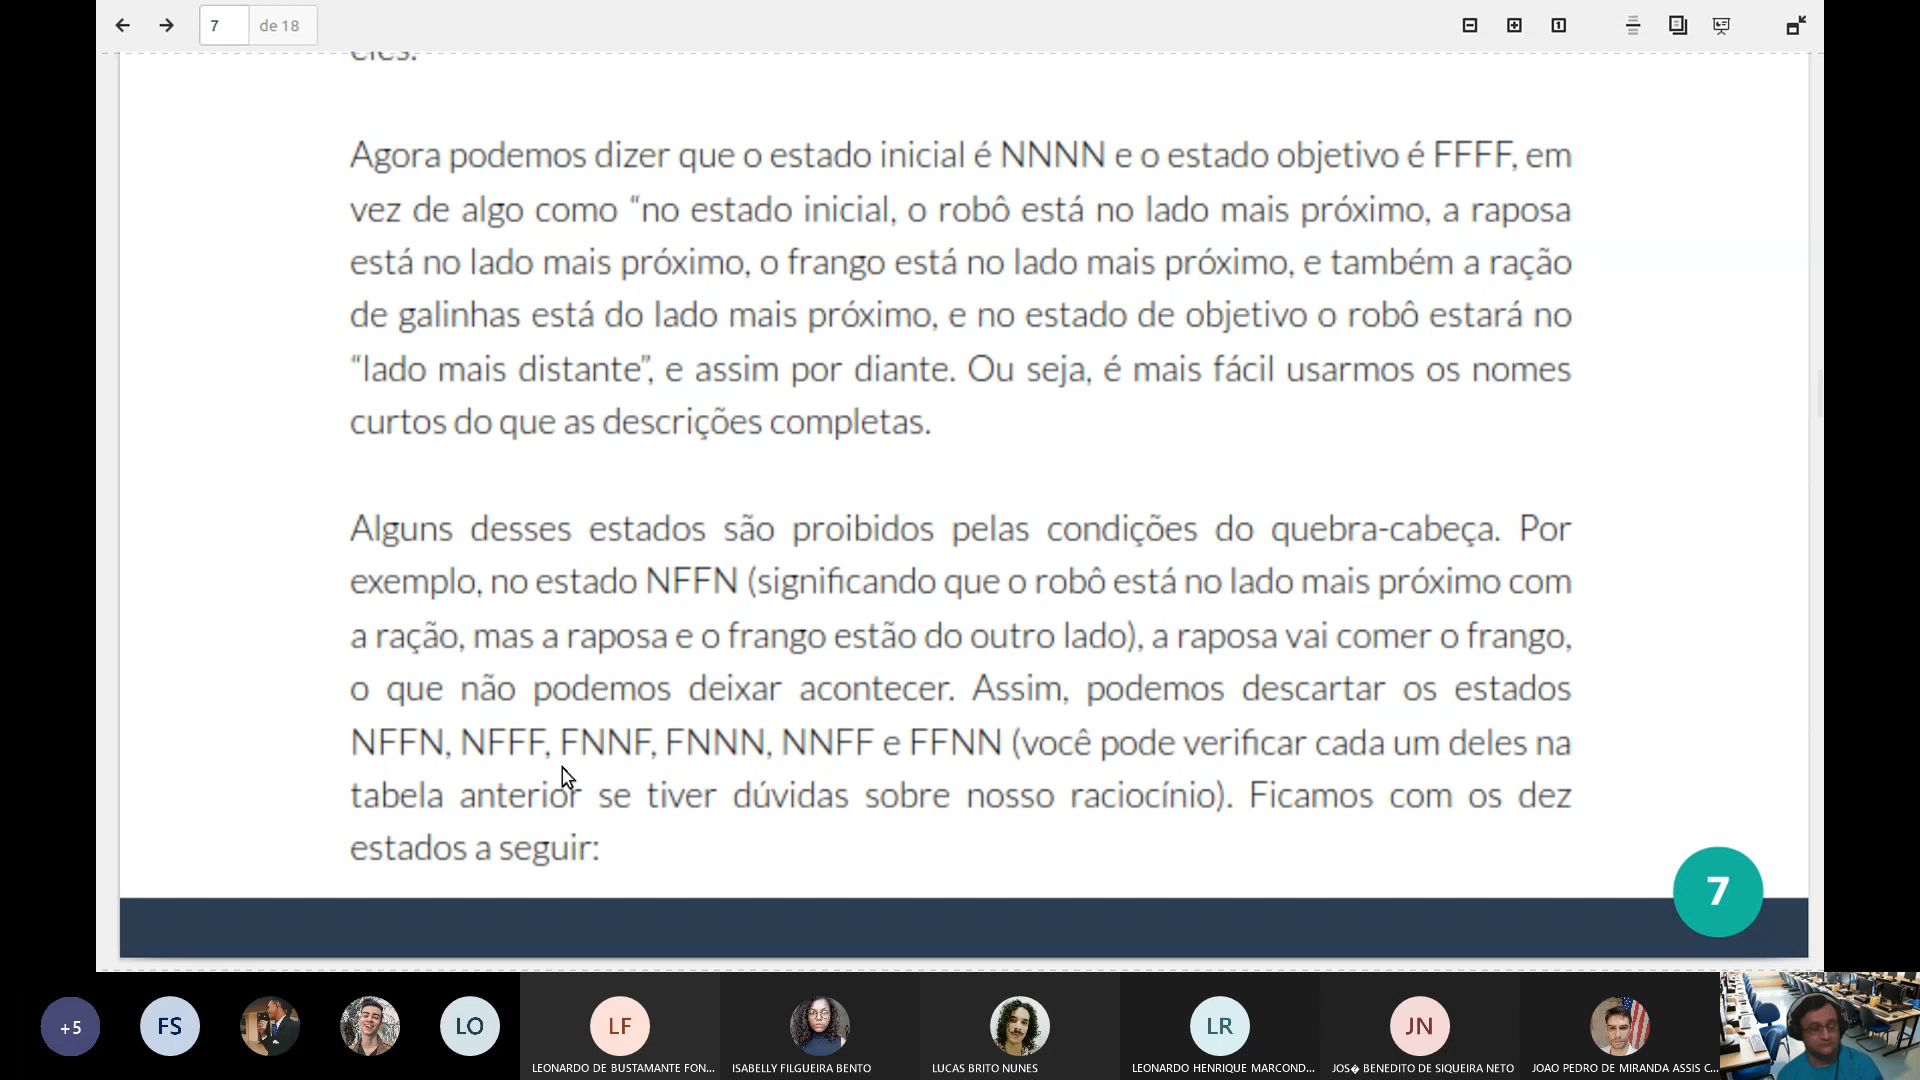 7 de 18
eles.
Agora podemos dizer que o estado inicial é NNNN e o estado objetivo é FFFF, em
vez de algo como “no estado inicial, o robô está no lado mais próximo, a raposa
está no lado mais próximo, o frango está no lado mais próximo, e também a ração
de galinhas está do lado mais próximo, e no estado de objetivo o robô estará no
“lado mais distante”, e assim por diante. Ou seja, é mais fácil usarmos os nomes
curtos do que as descrições completas.
Alguns desses estados são proibidos pelas condições do quebra-cabeça. Por
exemplo, no estado NFFN (significando que o robô está no lado mais próximo com
a ração, mas a raposa e o frango estão do outro lado), a raposa vai comer o frango,
o que não podemos deixar acontecer. Assim, podemos descartar os estados
NFFN, NFFF, FNNF, FNNN, NNFF e FFNN (você pode verificar cada um deles na
tabela anterior se tiver dúvidas sobre nosso raciocínio). Ficamos com os dez
estados a seguir:
7
+5 FS LO LF LR JN
LEONARDO DE BUSTAMANTE FON... ISABELLY FILGUEIRA BENTO LUCAS BRITO NUNES LEONARDO HENRIQUE MARCOND... JOS� BENEDITO DE SIQUEIRA NETO JOAO PEDRO DE MIRANDA ASSIS C...